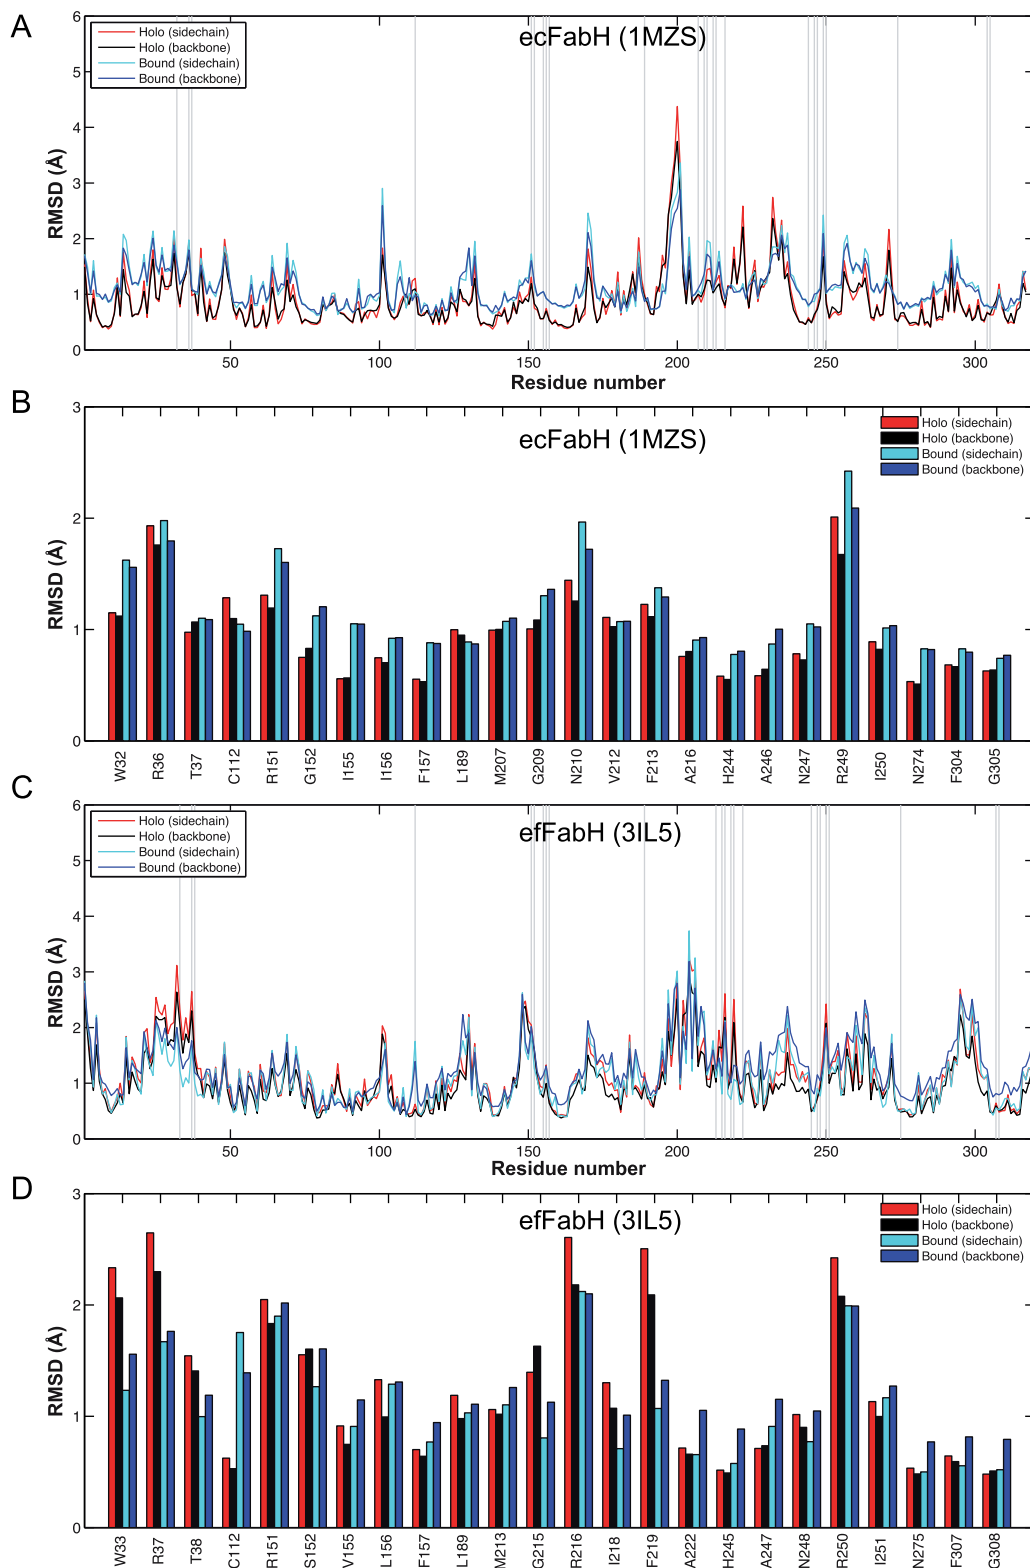 A
ecFabH (1MZS)
Holo (sidechain)
Holo (backbone)
Bound (sidechain)
Bound (backbone)
RMSD (Å)
6
5
4
3
2
1
0
50
100
150
200
250
300
Residue number
B
ecFabH (1MZS)
Holo (sidechain)
Holo (backbone)
Bound (sidechain)
Bound (backbone)
RMSD (Å)
3
2
1
0
W32
R36
T37
C112
R151
G152
I155
I156
F157
L189
M207
G209
N210
V212
F213
A216
H244
A246
N247
R249
I250
N274
F304
G305
C
efFabH (3IL5)
Holo (sidechain)
Holo (backbone)
Bound (sidechain)
Bound (backbone)
RMSD (Å)
6
5
4
3
2
1
0
50
100
150
200
250
300
Residue number
D
efFabH (3IL5)
Holo (sidechain)
Holo (backbone)
Bound (sidechain)
Bound (backbone)
RMSD (Å)
3
2
1
0
W33
R37
T38
C112
R151
S152
V155
L156
F157
L189
M213
G215
R216
I218
F219
A222
H245
A247
N248
R250
I251
N275
F307
G308